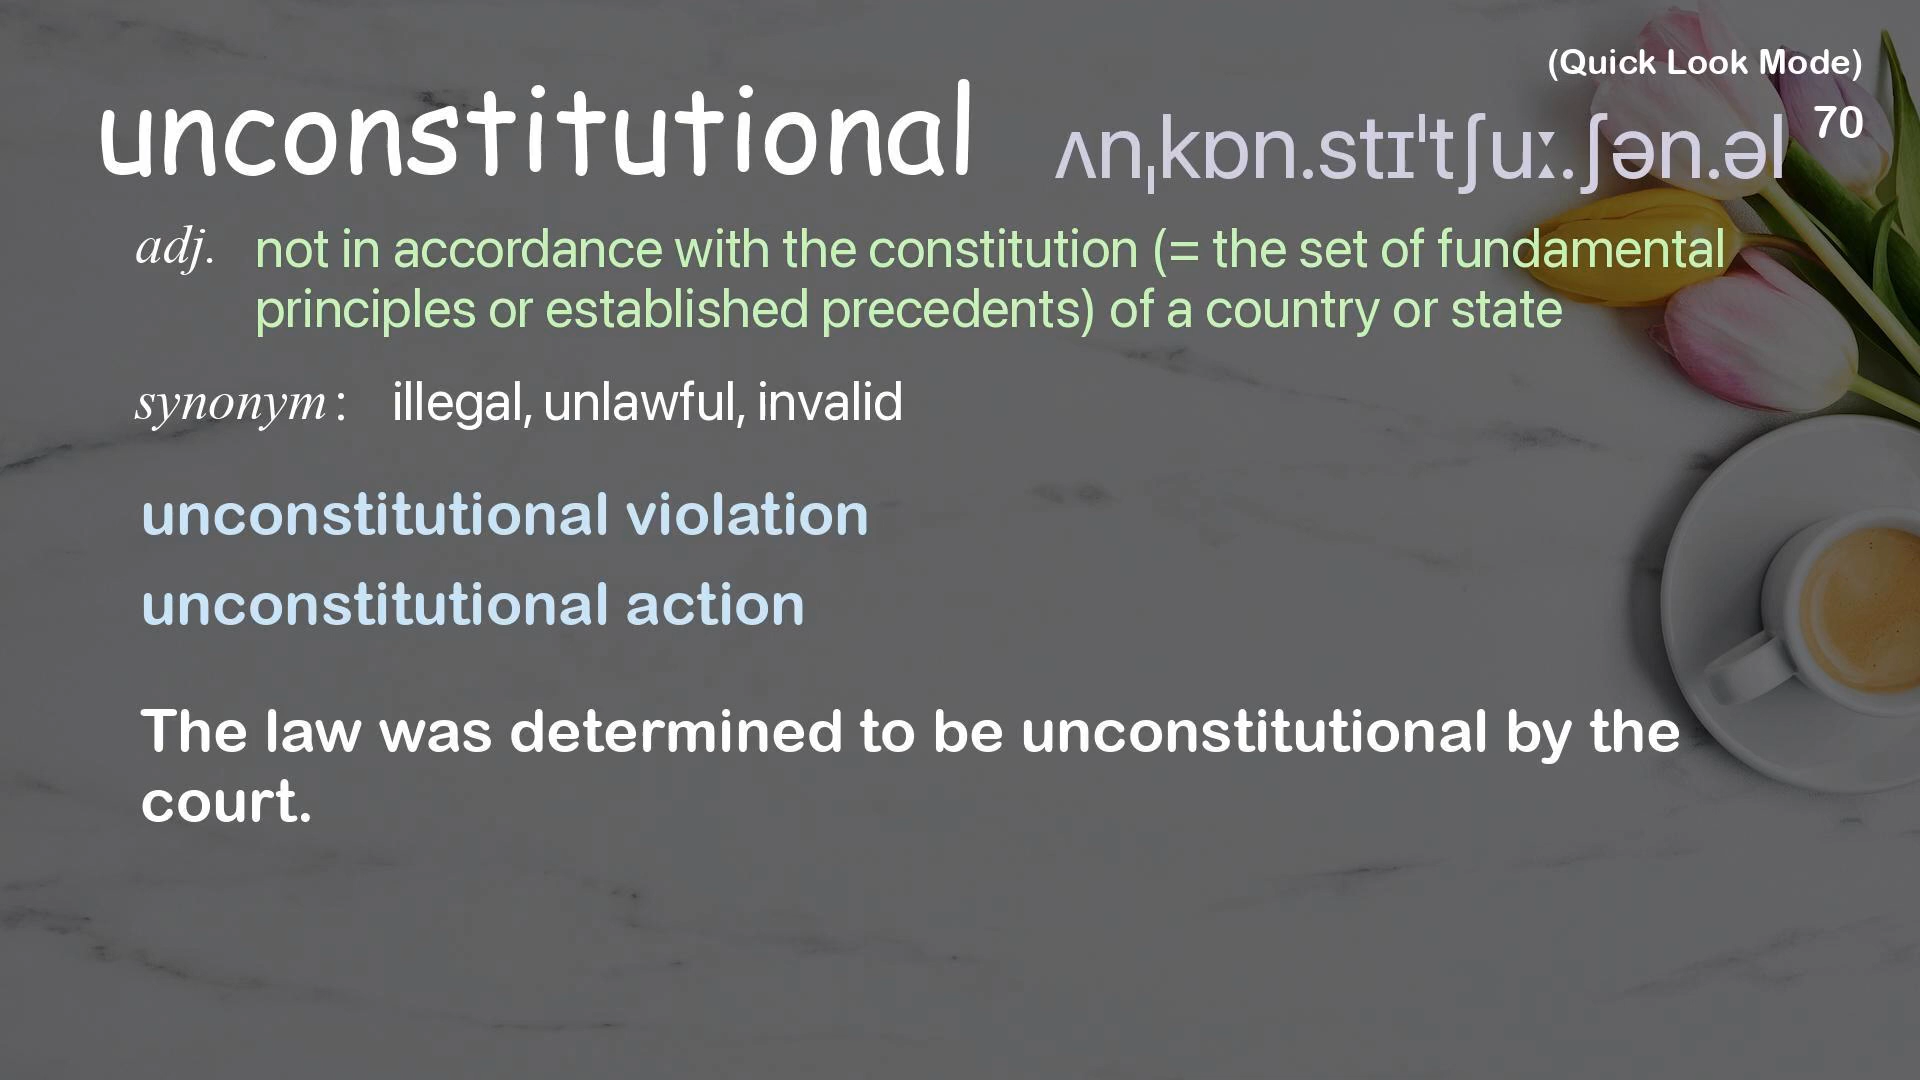 (Quick Look Mode)
unconstitutional ʌnˌkɒn.stɪˈtʃuː.ʃən.əl 70
adj. not in accordance with the constitution (= the set of fundamental
principles or established precedents) of a country or state
synonym: illegal, unlawful, invalid
unconstitutional violation
unconstitutional action
The law was determined to be unconstitutional by the
court.